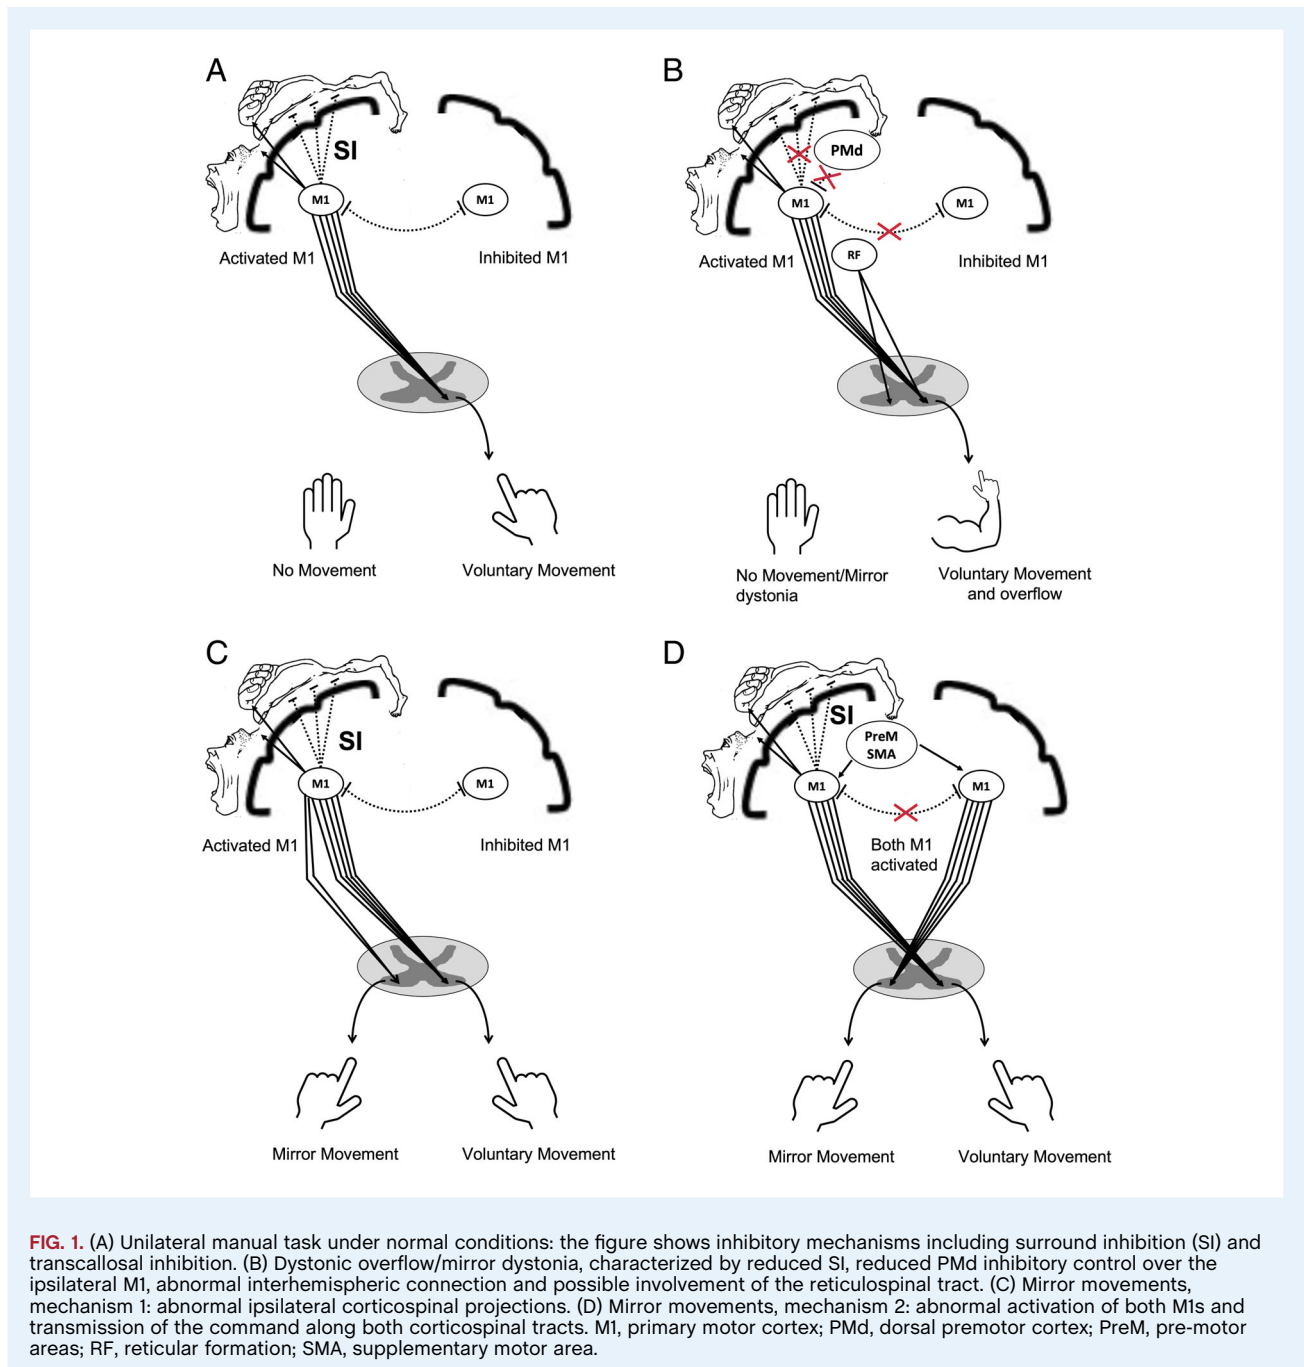 A
SI
M1
M1
Activated M1
Inhibited M1
No Movement
Voluntary Movement
B
PMd
M1
M1
RF
Activated M1
Inhibited M1
No Movement/Mirror
dystonia
Voluntary Movement
and overflow
C
SI
M1
M1
Activated M1
Inhibited M1
Mirror Movement
Voluntary Movement
D
SI
PreM
SMA
M1
M1
Both M1
activated
Mirror Movement
Voluntary Movement
FIG. 1. (A) Unilateral manual task under normal conditions: the figure shows inhibitory mechanisms including surround inhibition (SI) and
transcallosal inhibition. (B) Dystonic overflow/mirror dystonia, characterized by reduced SI, reduced PMd inhibitory control over the
ipsilateral M1, abnormal interhemispheric connection and possible involvement of the reticulospinal tract. (C) Mirror movements,
mechanism 1: abnormal ipsilateral corticospinal projections. (D) Mirror movements, mechanism 2: abnormal activation of both M1s and
transmission of the command along both corticospinal tracts. M1, primary motor cortex; PMd, dorsal premotor cortex; PreM, pre-motor
areas; RF, reticular formation; SMA, supplementary motor area.